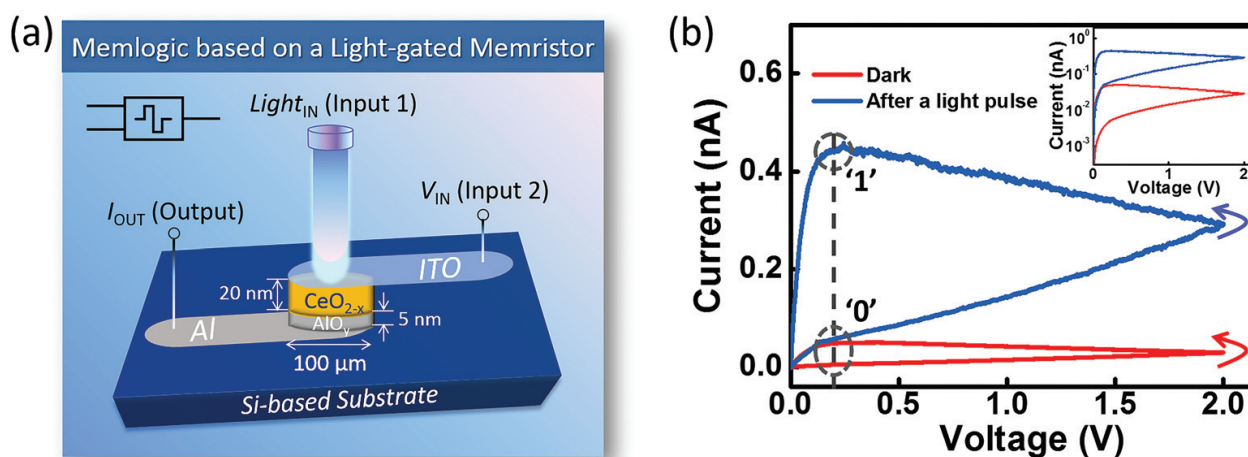 (a)
Memlogic based on a Light-gated Memristor
Light_IN (Input 1)
V_IN (Input 2)
I_OUT (Output)
ITO
20 nm
CeO_2-x
AlO_y
5 nm
Al
100 μm
Si-based Substrate
(b)
Current (nA)
0.6
0.4
0.2
0.0
0.0
0.5
1.0
1.5
2.0
Voltage (V)
Dark
After a light pulse
'1'
'0'
Current (nA)
10^0
10^-1
10^-2
10^-3
0
1
2
Voltage (V)